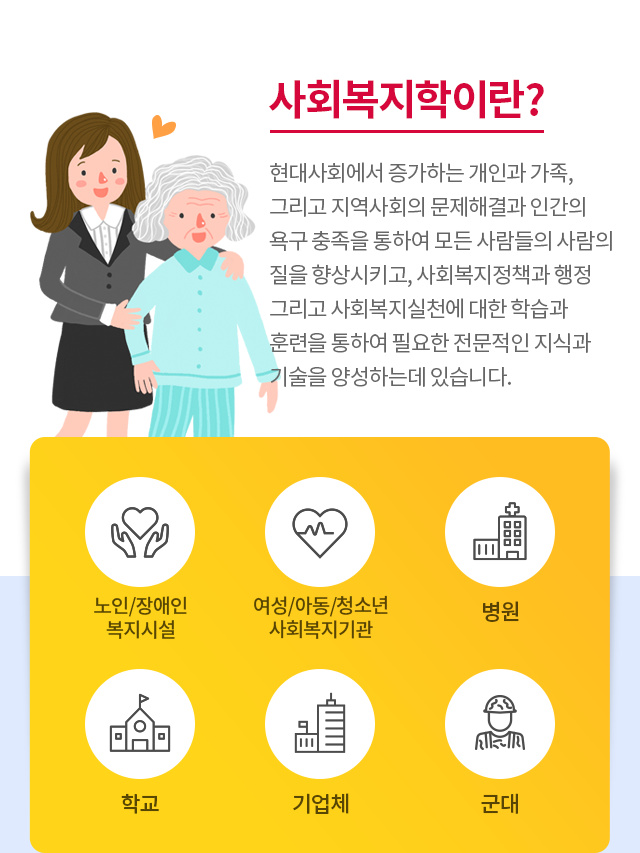 사회복지학이란?
현대사회에서 증가하는 개인과 가족,
그리고 지역사회의 문제해결과 인간의
욕구 충족을 통하여 모든 사람들의 사람의
질을 향상시키고, 사회복지정책과 행정
그리고 사회복지실천에 대한 학습과
훈련을 통하여 필요한 전문적인 지식과
기술을 양성하는데 있습니다.
노인/장애인
복지시설
여성/아동/청소년
사회복지기관
병원
학교
기업체
군대